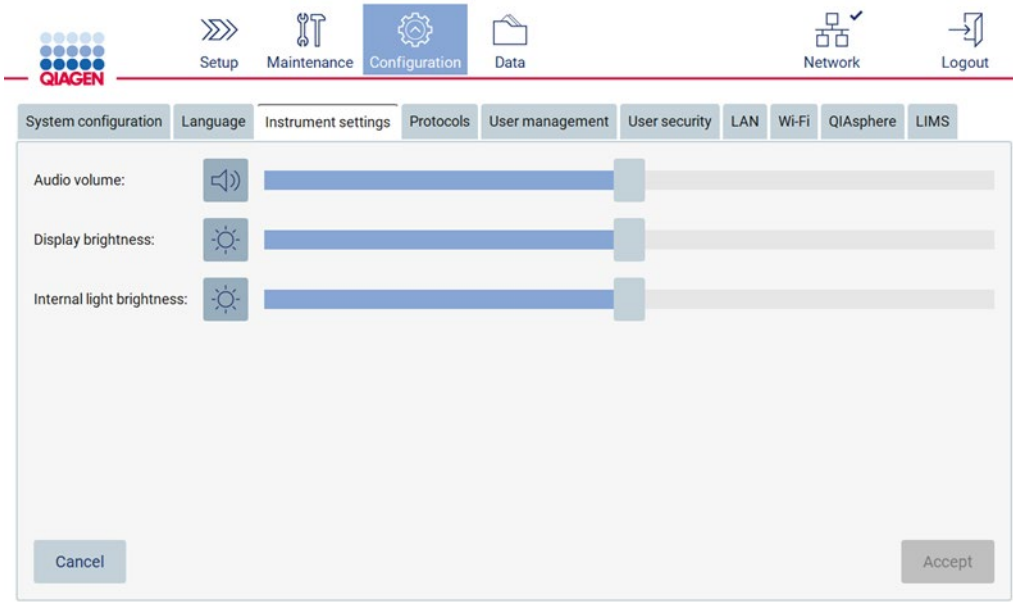 QIAGEN
Setup
Maintenance
Configuration
Data
Network
Logout
System configuration
Language
Instrument settings
Protocols
User management
User security
LAN
Wi-Fi
QIAsphere
LIMS
Audio volume:
Display brightness:
Internal light brightness:
Cancel
Accept